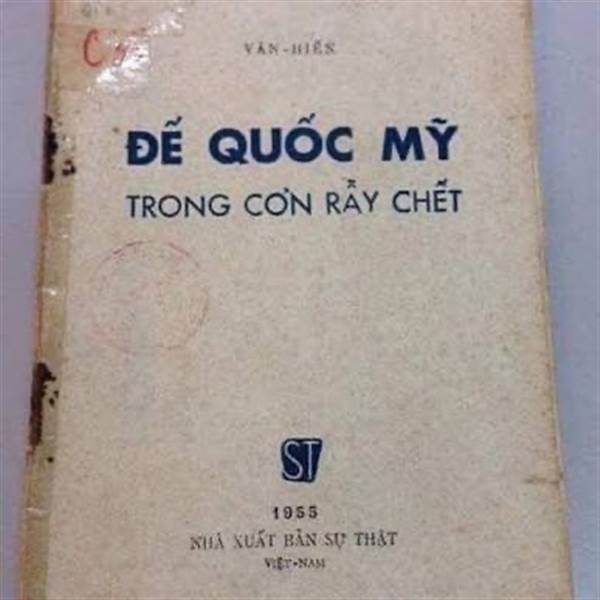 VĂN-HIẾN
ĐẾ QUỐC MỸ
TRONG CƠN RẪY CHẾT
ST
1955
NHÀ XUẤT BẢN SỰ THẬT
VIỆT-NAM